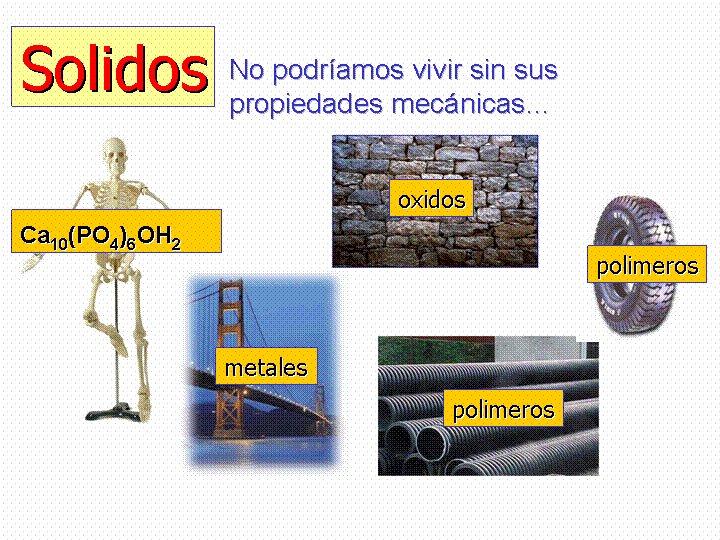 Solidos
No podríamos vivir sin sus
propiedades mecánicas...
oxidos
Ca10(PO4)6OH2
polimeros
metales
polimeros